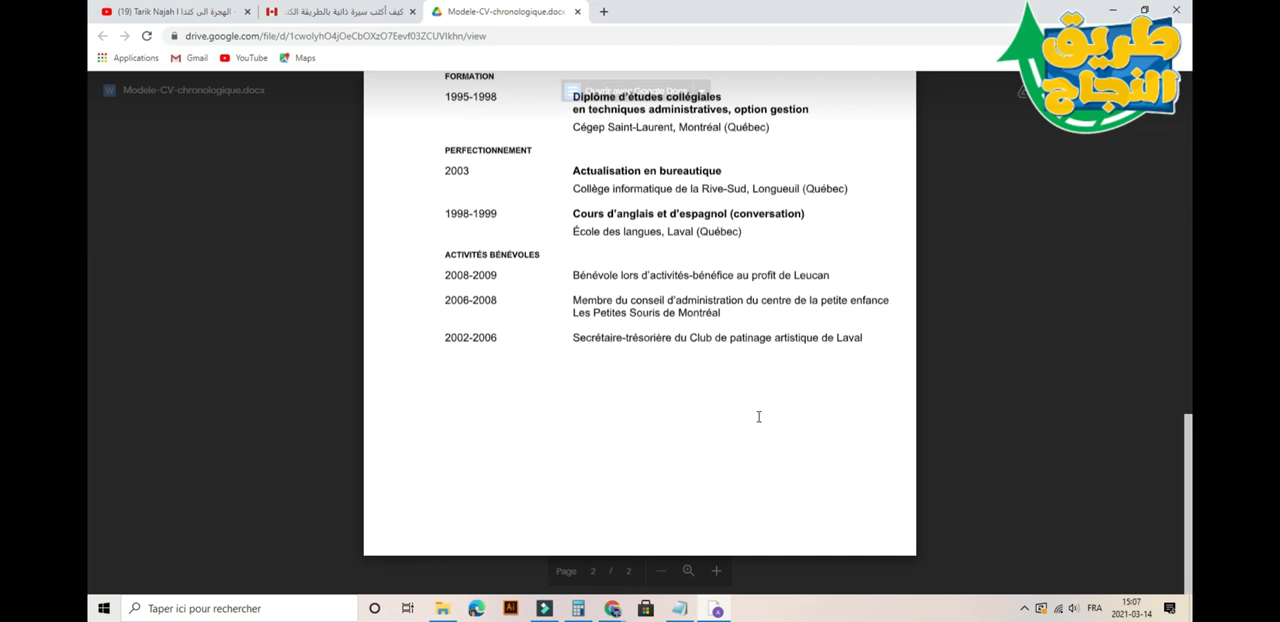 (19) Tarik Najah I الهجرة الى كندا -
كيف أكتب سيرة ذاتية بالطريقة الكند
Modele-CV-chronologique.docx
drive.google.com/file/d/1cwolyhO4jOeCbOXzO7Eevf03ZCUVIkhn/view
Applications
Gmail
YouTube
Maps
طريق
النجاح
Modele-CV-chronologique.docx
Ouvrir avec Google Docs
FORMATION
1995-1998 Diplôme d'études collégiales
en techniques administratives, option gestion
Cégep Saint-Laurent, Montréal (Québec)
PERFECTIONNEMENT
2003 Actualisation en bureautique
Collège informatique de la Rive-Sud, Longueuil (Québec)
1998-1999 Cours d'anglais et d'espagnol (conversation)
École des langues, Laval (Québec)
ACTIVITÉS BÉNÉVOLES
2008-2009 Bénévole lors d'activités-bénéfice au profit de Leucan
2006-2008 Membre du conseil d'administration du centre de la petite enfance
Les Petites Souris de Montréal
2002-2006 Secrétaire-trésorière du Club de patinage artistique de Laval
Page 2 / 2
Taper ici pour rechercher
Ai
FRA
15:07
2021-03-14